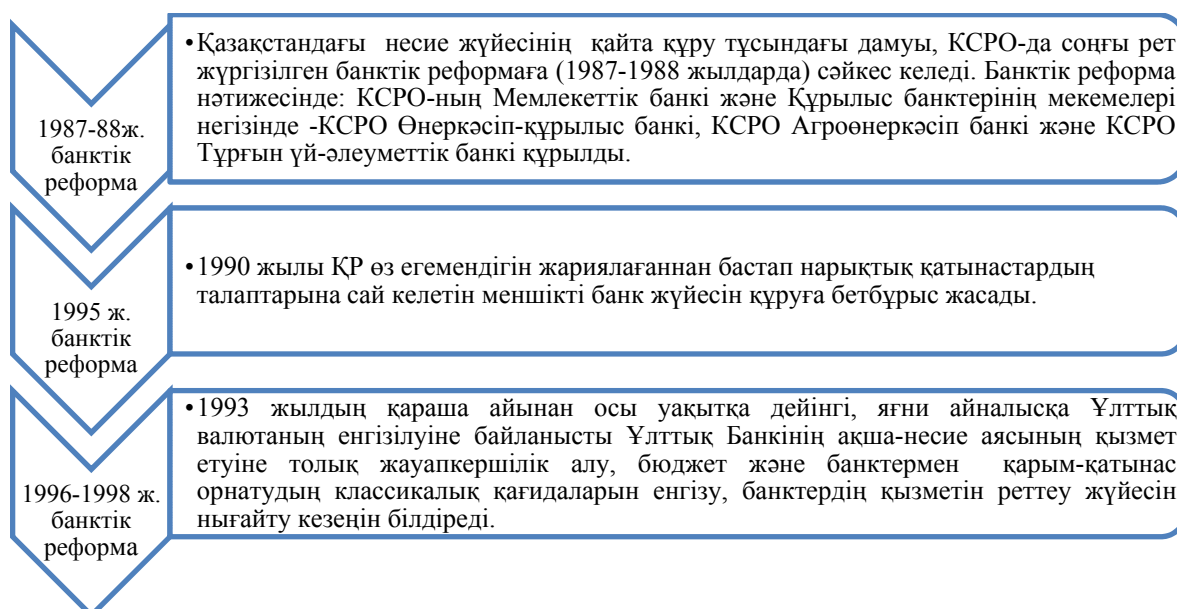 1987-88ж.
банктік
реформа
•Қазақстандағы несие жүйесінің қайта құру тұсындағы дамуы, КСРО-да соңғы рет
жүргізілген банктік реформаға (1987-1988 жылдарда) сәйкес келеді. Банктік реформа
нәтижесінде: КСРО-ның Мемлекеттік банкі және Құрылыс банктерінің мекемелері
негізінде -КСРО Өнеркәсіп-құрылыс банкі, КСРО Агроөнеркәсіп банкі және КСРО
Тұрғын үй-әлеуметтік банкі құрылды.
1995 ж.
банктік
реформа
•1990 жылы ҚР өз егемендігін жариялағаннан бастап нарықтық қатынастардың
талаптарына сай келетін меншікті банк жүйесін құруға бетбұрыс жасады.
1996-1998 ж.
банктік
реформа
•1993 жылдың қараша айынан осы уақытқа дейінгі, яғни айналысқа Ұлттық
валютаның енгізілуіне байланысты Ұлттық Банкінің ақша-несие аясының қызмет
етуіне толық жауапкершілік алу, бюджет және банктермен қарым-қатынас
орнатудың классикалық қағидаларын енгізу, банктердің қызметін реттеу жүйесін
нығайту кезеңін білдіреді.